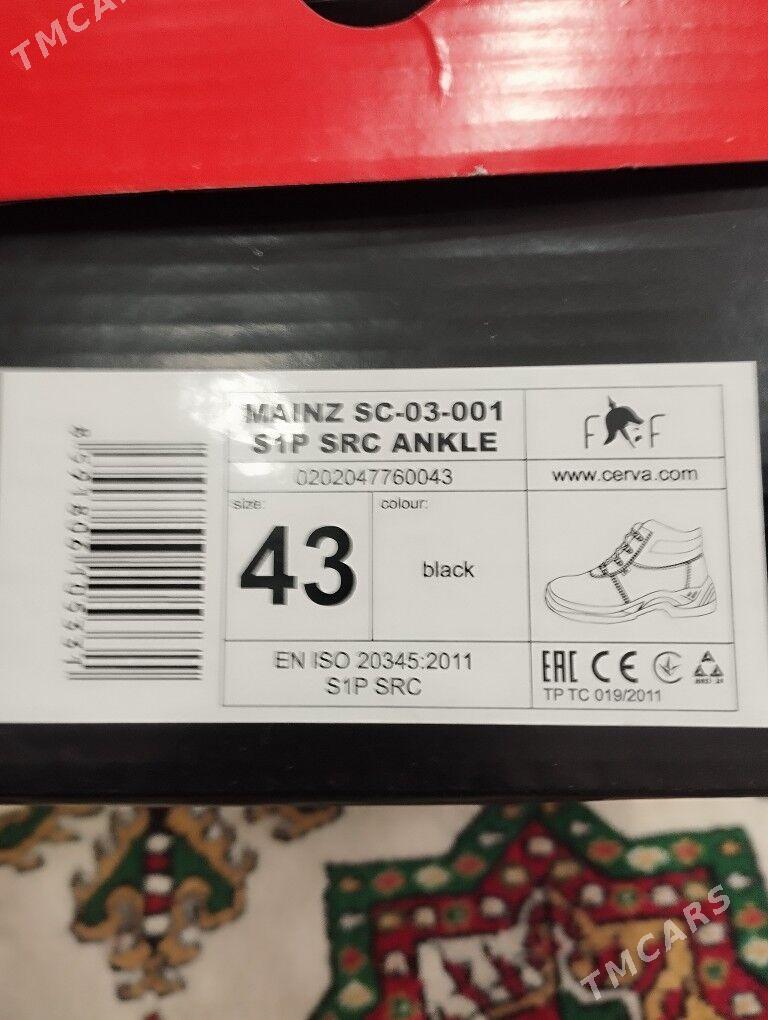 TMCARS
MAINZ SC-03-001
S1P SRC ANKLE
0202047760043
F F
www.cerva.com
size:
43
colour:
black
EN ISO 20345:2011
S1P SRC
EAC CE
TP TC 019/2011
TMCARS